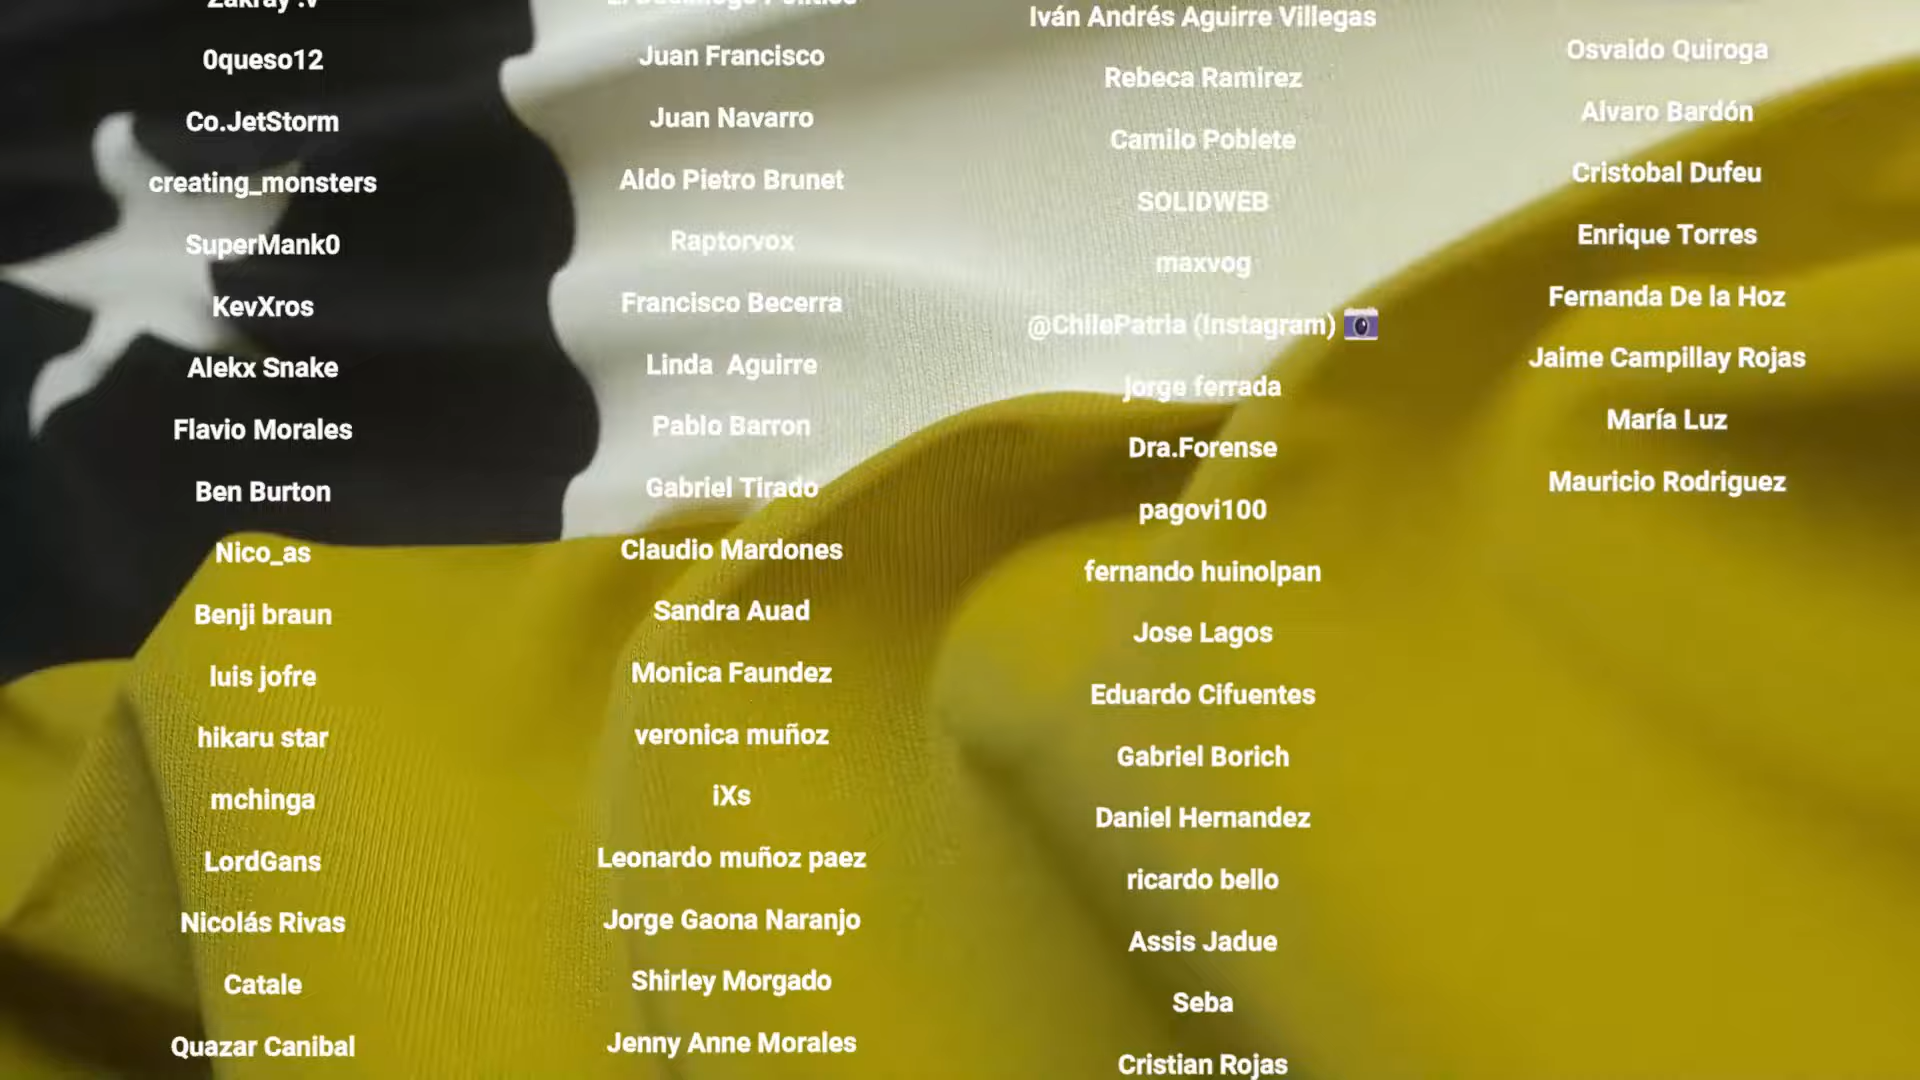 Zakray .v
0queso12
Co.JetStorm
creating_monsters
SuperMank0
KevXros
Alekx Snake
Flavio Morales
Ben Burton
Nico_as
Benji braun
luis jofre
hikaru star
mchinga
LordGans
Nicolás Rivas
Catale
Quazar Canibal
Juan Francisco
Juan Navarro
Aldo Pietro Brunet
Raptorvox
Francisco Becerra
Linda  Aguirre
Pablo Barron
Gabriel Tirado
Claudio Mardones
Sandra Auad
Monica Faundez
veronica muñoz
iXs
Leonardo muñoz paez
Jorge Gaona Naranjo
Shirley Morgado
Jenny Anne Morales
Iván Andrés Aguirre Villegas
Rebeca Ramirez
Camilo Poblete
SOLIDWEB
maxvog
@ChilePatria (Instagram) 📷
jorge ferrada
Dra.Forense
pagovi100
fernando huinolpan
Jose Lagos
Eduardo Cifuentes
Gabriel Borich
Daniel Hernandez
ricardo bello
Assis Jadue
Seba
Cristian Rojas
Osvaldo Quiroga
Alvaro Bardón
Cristobal Dufeu
Enrique Torres
Fernanda De la Hoz
Jaime Campillay Rojas
María Luz
Mauricio Rodriguez